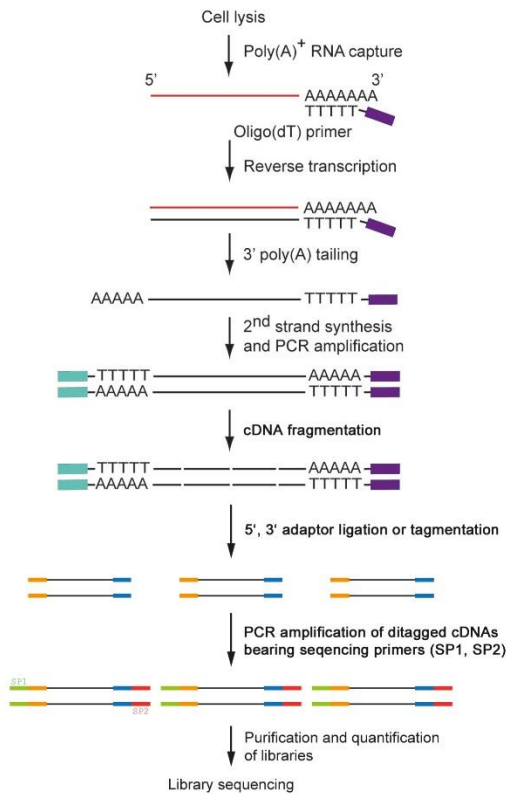 Cell lysis
Poly(A)+ RNA capture
5’ 3’
AAAAAAA
TTTTT
Oligo(dT) primer
Reverse transcription
AAAAAAA
TTTTT
3’ poly(A) tailing
AAAAA TTTTT
2nd strand synthesis
and PCR amplification
TTTTT AAAAA
AAAAA TTTTT
cDNA fragmentation
TTTTT AAAAA
AAAAA TTTTT
5‘, 3‘ adaptor ligation or tagmentation
PCR amplification of ditagged cDNAs
bearing seqencing primers (SP1, SP2)
SP1
SP2
Purification and quantification
of libraries
Library sequencing